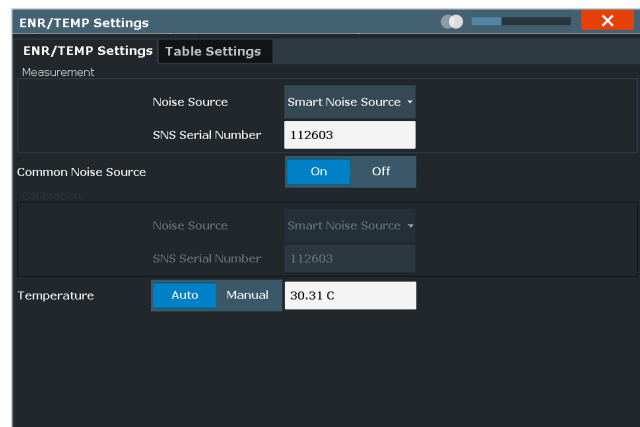 ENR/TEMP Settings
ENR/TEMP Settings Table Settings
Measurement
Noise Source Smart Noise Source
SNS Serial Number 112603
Common Noise Source On Off
Calibration
Noise Source Smart Noise Source
SNS Serial Number 112603
Temperature Auto Manual 30.31 C